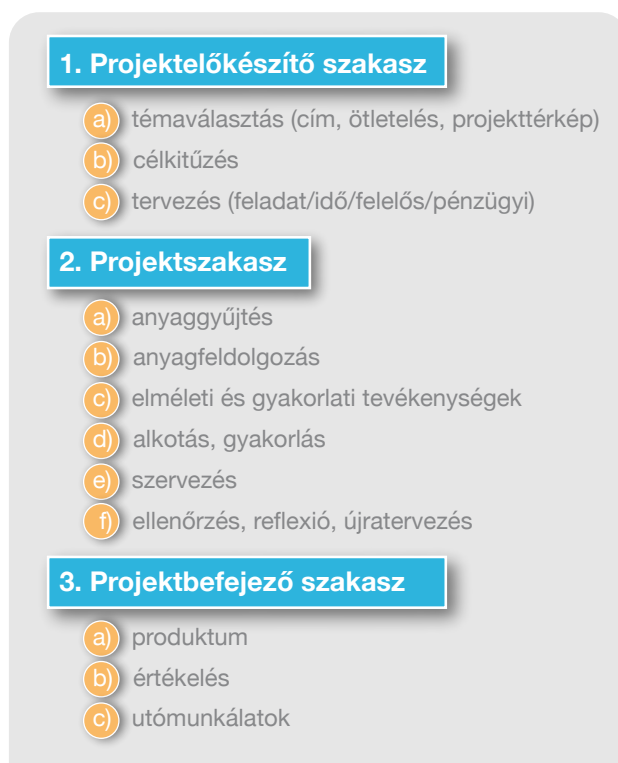 1. Projektelőkészítő szakasz
a) témaválasztás (cím, ötletelés, projekttérkép)
b) célkitűzés
c) tervezés (feladat/idő/felelős/pénzügyi)
2. Projektszakasz
a) anyaggyűjtés
b) anyagfeldolgozás
c) elméleti és gyakorlati tevékenységek
d) alkotás, gyakorlás
e) szervezés
f) ellenőrzés, reflexió, újratervezés
3. Projektbefejező szakasz
a) produktum
b) értékelés
c) utómunkálatok